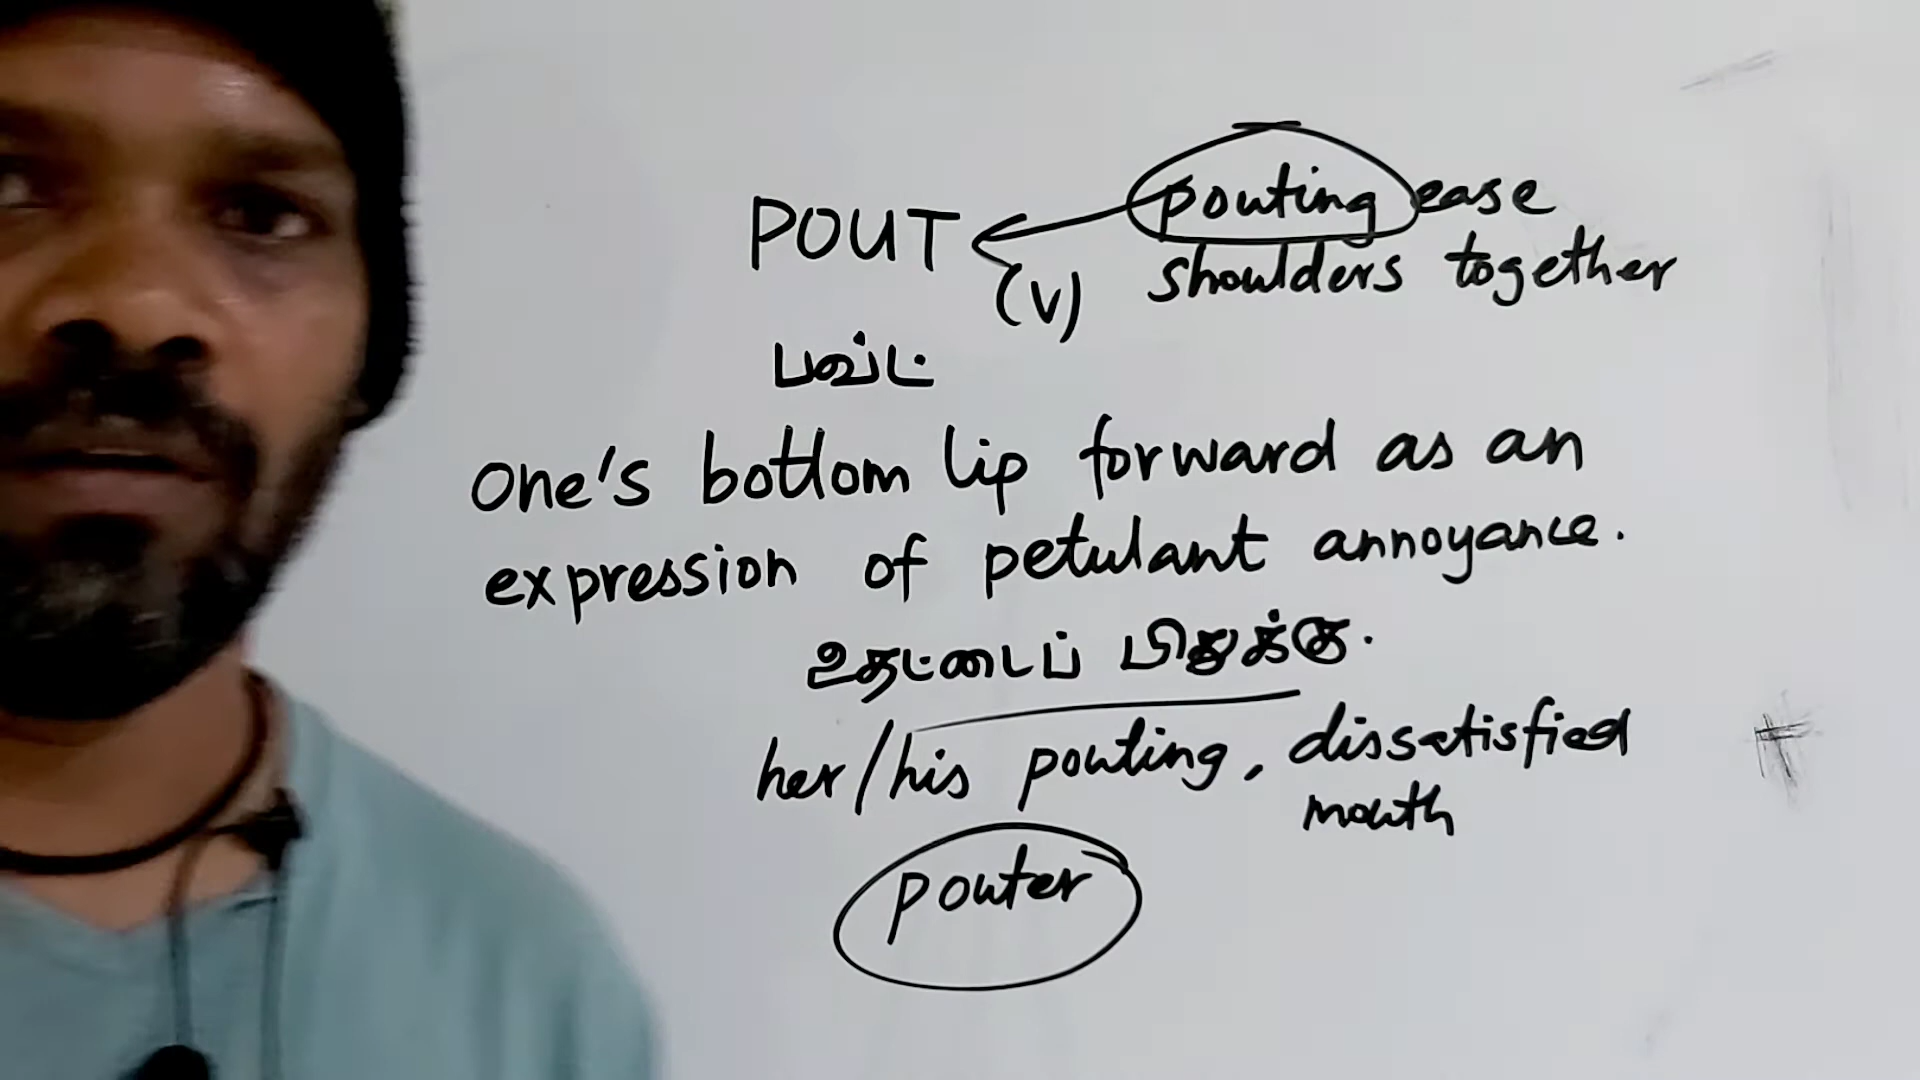 POUT
(v)
pouting ease
shoulders together
பவ்ட்
one's bottom lip forward as an
expression of petulant annoyance.
உதட்டைப் பிதுக்கு.
her/his pouting, dissatisfied
mouth
pouter